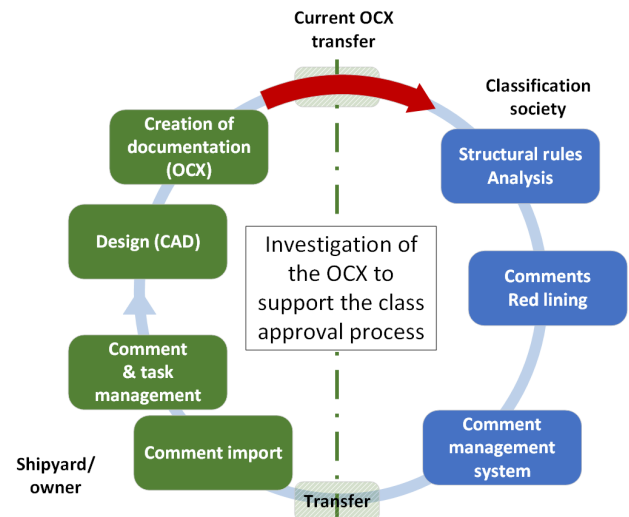 Current OCX
transfer
Classification
society
Creation of
documentation
(OCX)
Structural rules
Analysis
Design (CAD)
Investigation of
the OCX to
support the class
approval process
Comments
Red lining
Comment
& task
management
Comment import
Comment
management
system
Shipyard/
owner
Transfer